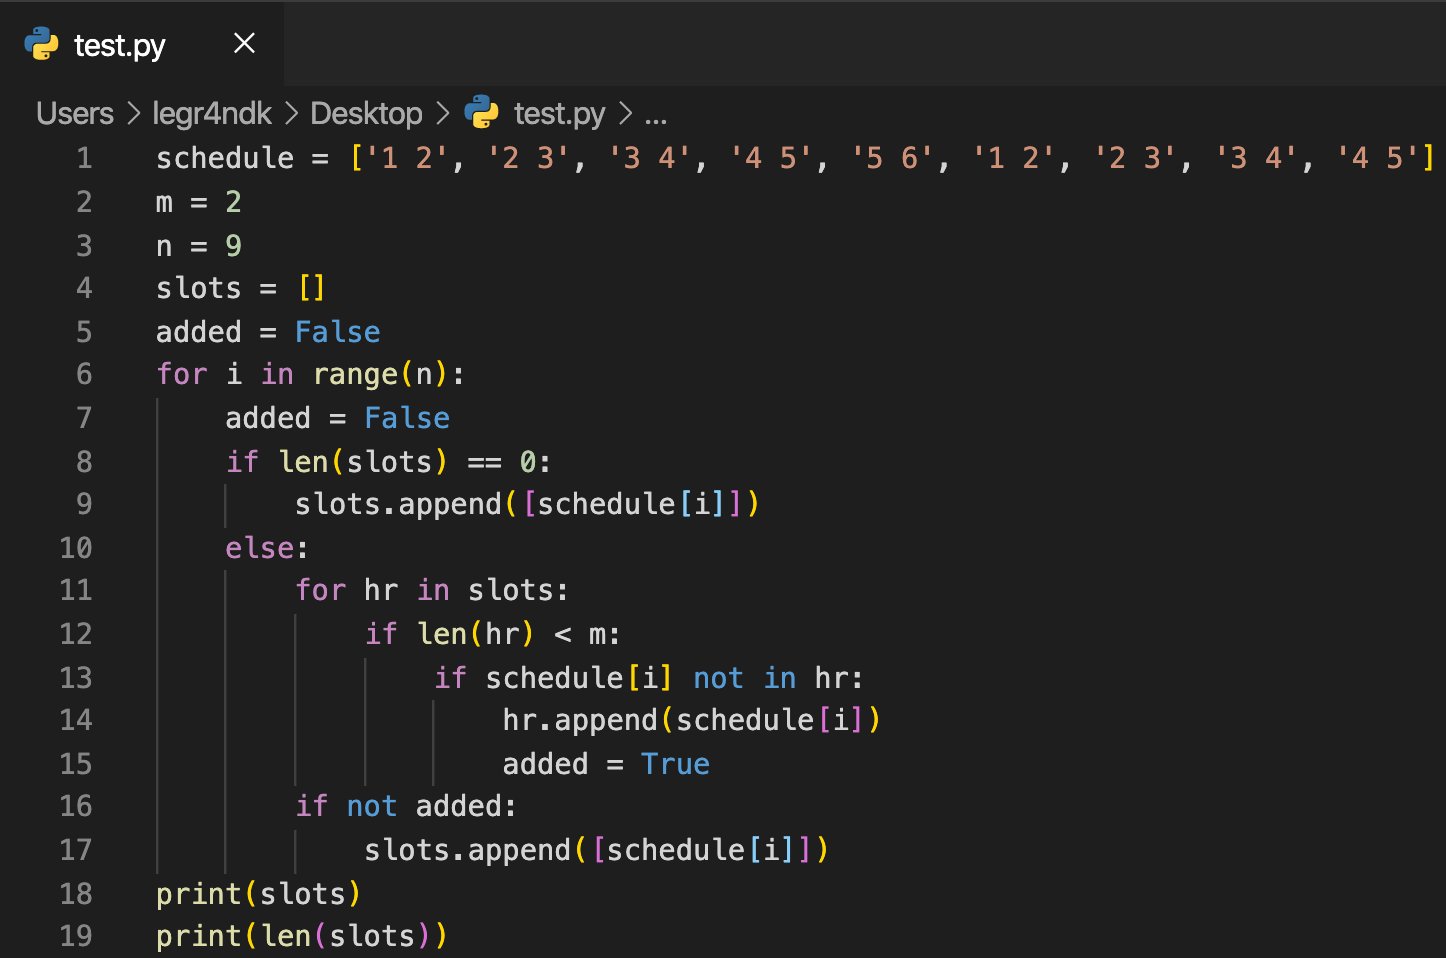 test.py
Users > legr4ndk > Desktop > test.py > ...
1 schedule = ['1 2', '2 3', '3 4', '4 5', '5 6', '1 2', '2 3', '3 4', '4 5']
2 m = 2
3 n = 9
4 slots = []
5 added = False
6 for i in range(n):
7     added = False
8     if len(slots) == 0:
9         slots.append([schedule[i]])
10     else:
11         for hr in slots:
12             if len(hr) < m:
13                 if schedule[i] not in hr:
14                     hr.append(schedule[i])
15                     added = True
16         if not added:
17             slots.append([schedule[i]])
18 print(slots)
19 print(len(slots))